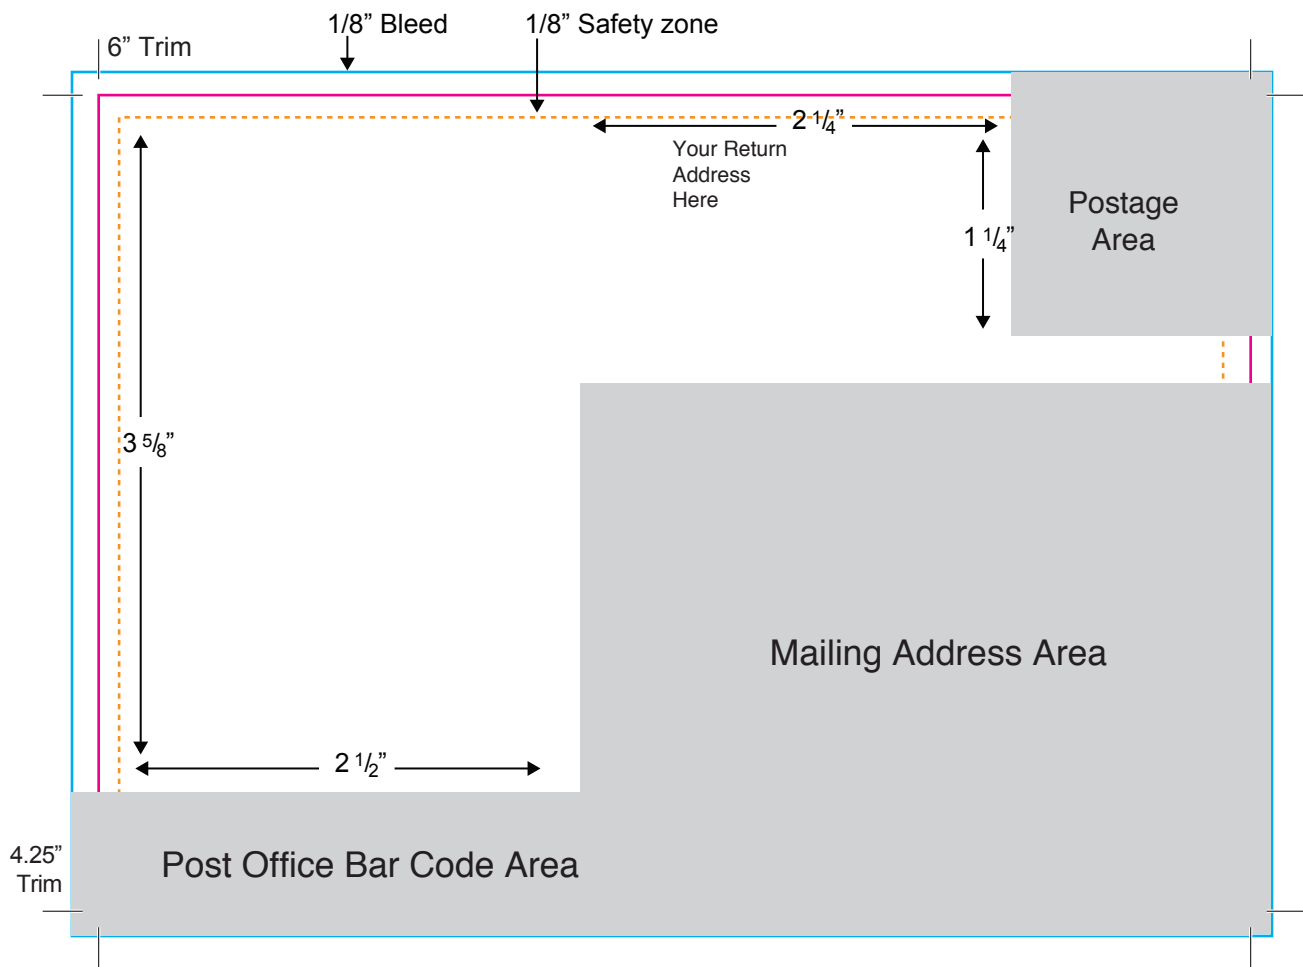 1/8” Bleed
1/8” Safety zone
6” Trim
2 1/4”
Your Return
Address
Here
Postage
Area
1 1/4”
3 5/8”
Mailing Address Area
2 1/2”
4.25”
Trim
Post Office Bar Code Area